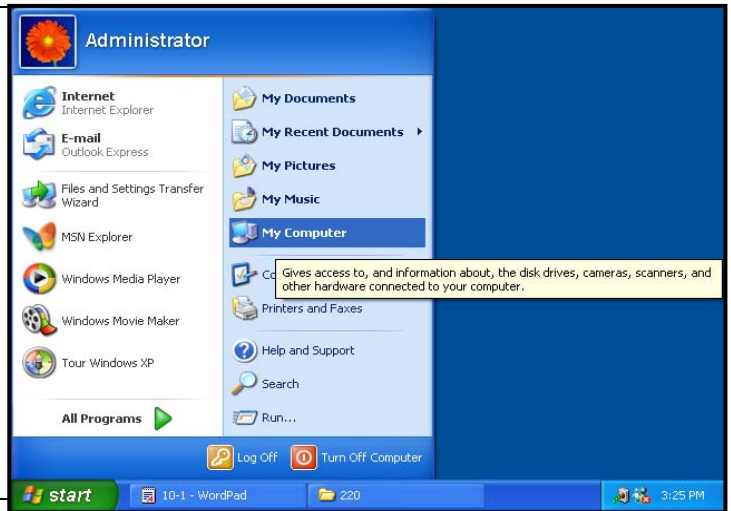 Administrator
Internet
Internet Explorer
E-mail
Outlook Express
Files and Settings Transfer
Wizard
MSN Explorer
Windows Media Player
Windows Movie Maker
Tour Windows XP
All Programs
My Documents
My Recent Documents
My Pictures
My Music
My Computer
Gives access to, and information about, the disk drives, cameras, scanners, and
other hardware connected to your computer.
Printers and Faxes
Help and Support
Search
Run...
Log Off
Turn Off Computer
start
10-1 - WordPad
220
3:25 PM